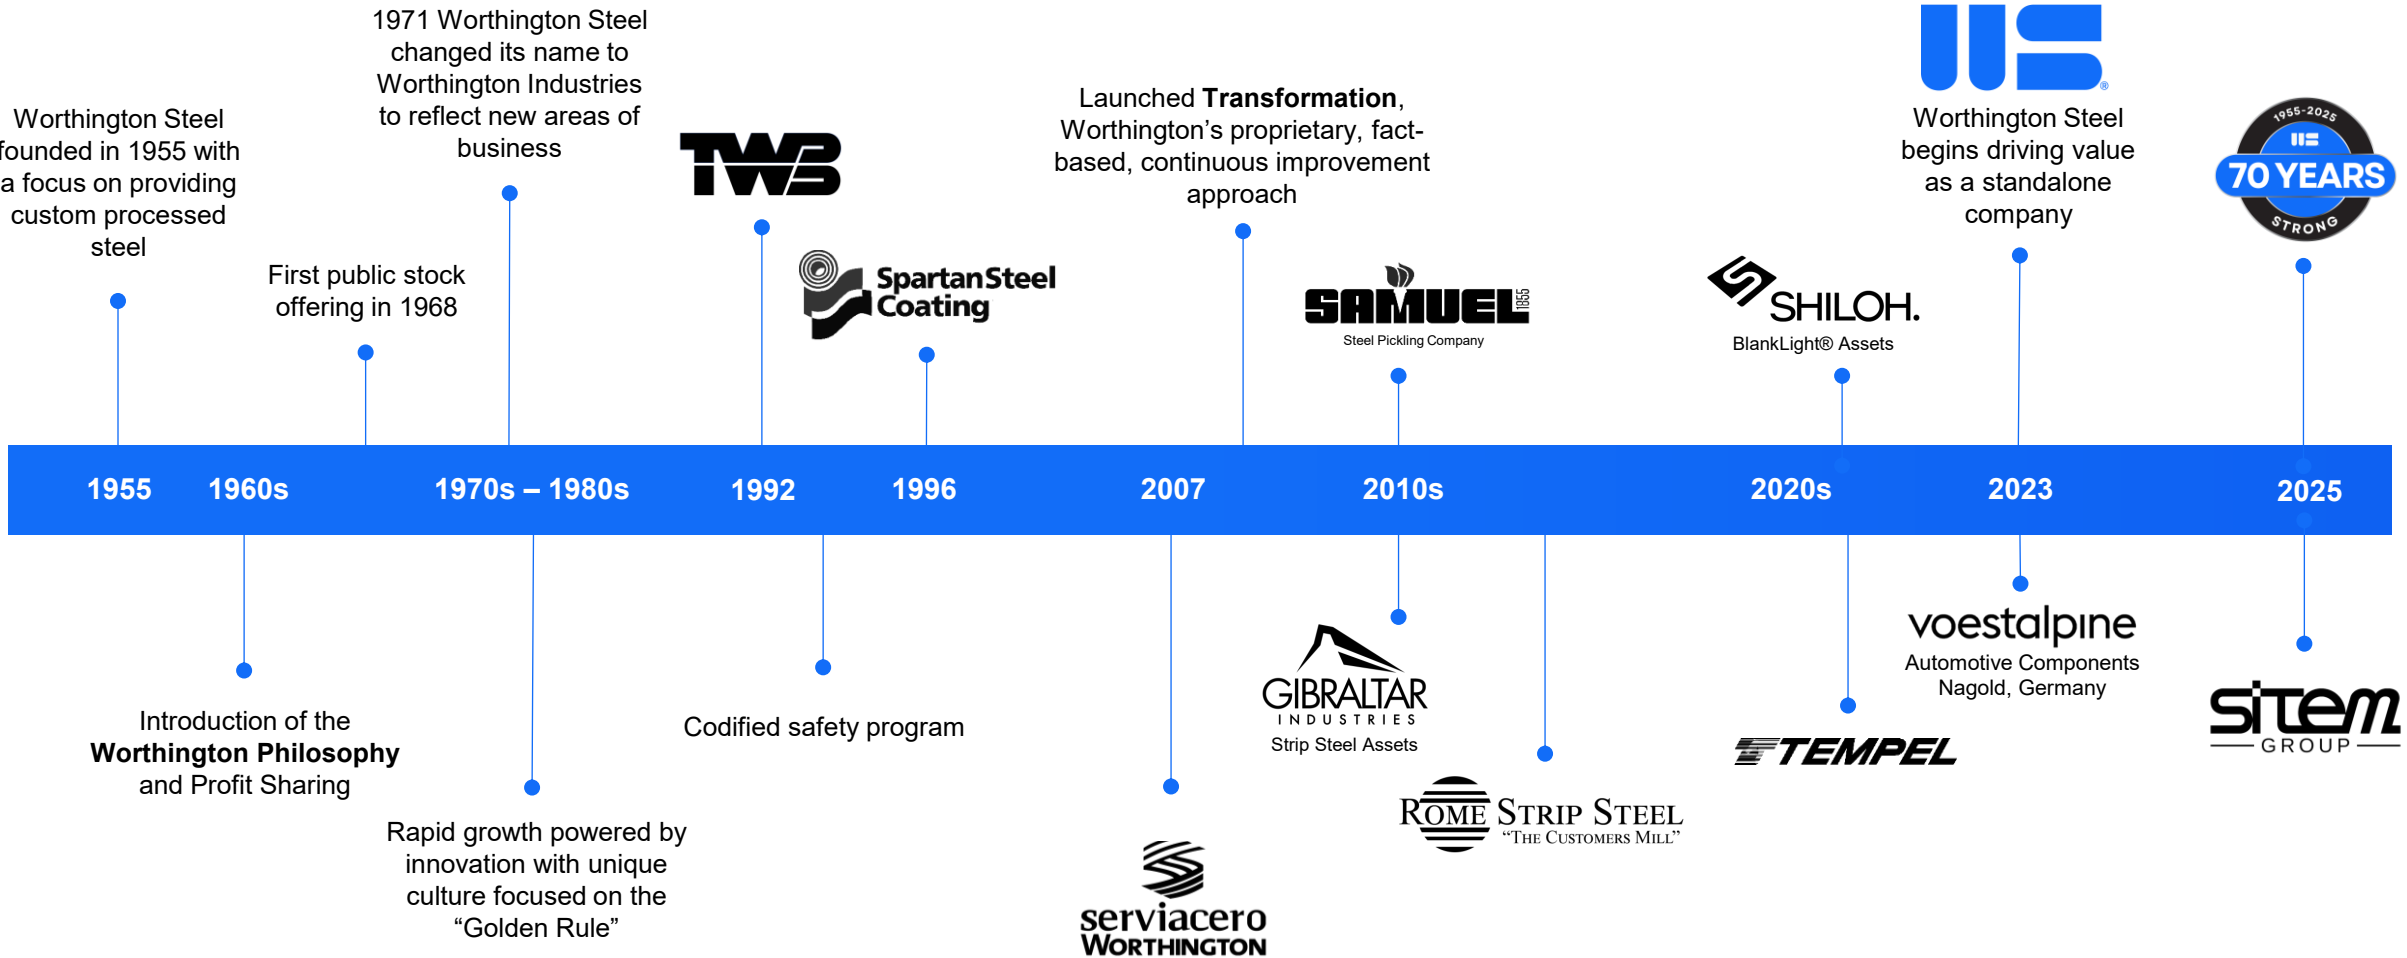 Worthington Steel
founded in 1955 with
a focus on providing
custom processed
steel
First public stock
offering in 1968
1971 Worthington Steel
changed its name to
Worthington Industries
to reflect new areas of
business
TWB
Spartan Steel
Coating
Launched Transformation,
Worthington’s proprietary, fact-
based, continuous improvement
approach
SAMUEL
1855
Steel Pickling Company
SHILOH.
BlankLight® Assets
WS®
Worthington Steel
begins driving value
as a standalone
company
1955-2025
WS
70 YEARS
STRONG
1955 1960s 1970s – 1980s 1992 1996 2007 2010s 2020s 2023 2025
Introduction of the
Worthington Philosophy
and Profit Sharing
Rapid growth powered by
innovation with unique
culture focused on the
“Golden Rule”
Codified safety program
serviacero
WORTHINGTON
GIBRALTAR
INDUSTRIES
Strip Steel Assets
ROME STRIP STEEL
“THE CUSTOMERS MILL”
TEMPEL
voestalpine
Automotive Components
Nagold, Germany
sitem
GROUP